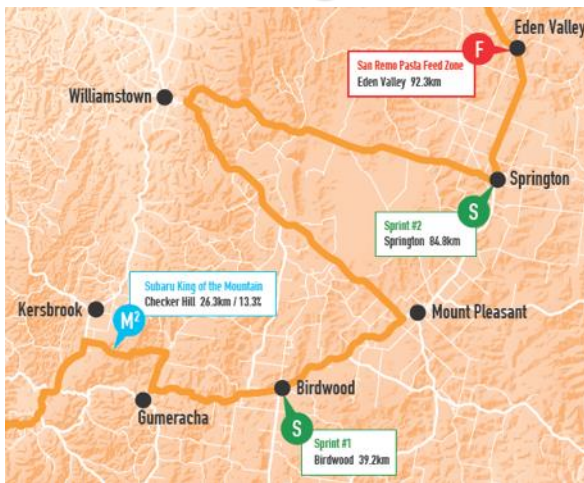 Eden Valley
F
San Remo Pasta Feed Zone
Eden Valley 92.3km
Williamstown
Springton
S
Sprint #2
Springton 84.8km
Subaru King of the Mountain
Checker Hill 26.3km / 13.3%
Kersbrook
M²
Mount Pleasant
Birdwood
Gumeracha
S
Sprint #1
Birdwood 39.2km